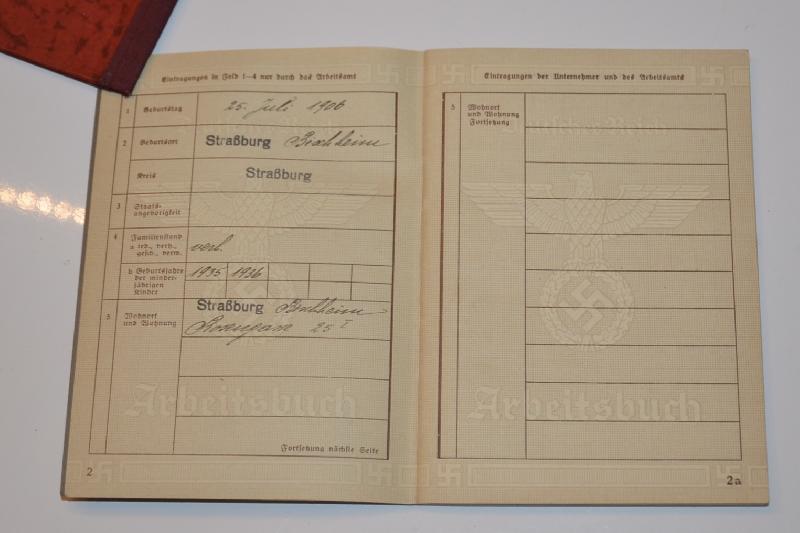 Eintragungen in Feld 1–4 nur durch das Arbeitsamt
1 Geburtstag 25. Juli 1906
2 Geburtsort Straßburg Bischheim
Kreis Straßburg
3 Staats-
angehörigkeit
4 Familienstand
a led., verh.,
gesch., verw. verh.
b Geburtsjahre 1935 1936
der minder-
jährigen
Kinder
5 Wohnort
und Wohnung
Straßburg Bischheim
25 I
Arbeitsbuch
Fortsetzung nächste Seite
2
Eintragungen der Unternehmer und des Arbeitsamts
5 Wohnort
und Wohnung
Fortsetzung
Arbeitsbuch
2a